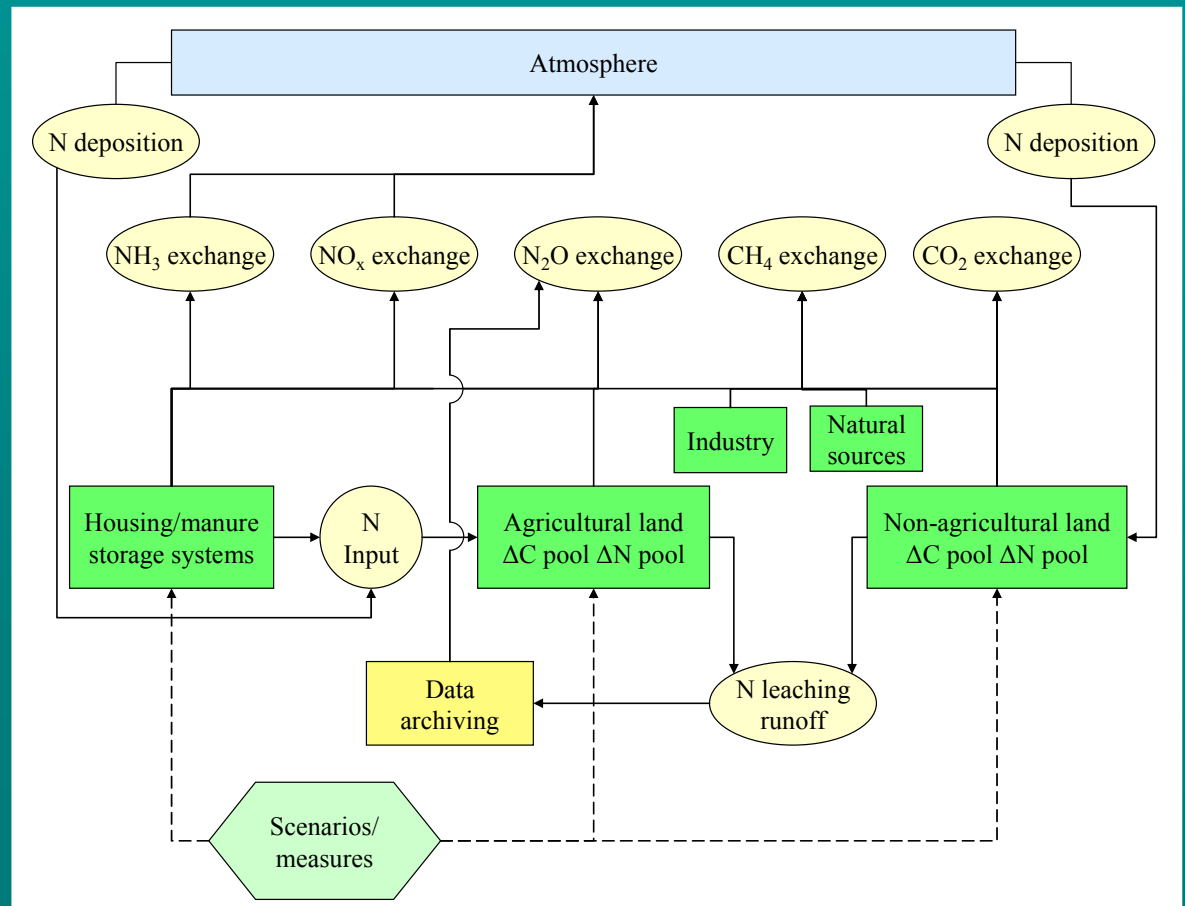 Atmosphere
N deposition
N deposition
NH₃ exchange
NOₓ exchange
N₂O exchange
CH₄ exchange
CO₂ exchange
Industry
Natural
sources
Housing/manure
storage systems
N
Input
Agricultural land
ΔC pool ΔN pool
Non-agricultural land
ΔC pool ΔN pool
Data
archiving
N leaching
runoff
Scenarios/
measures